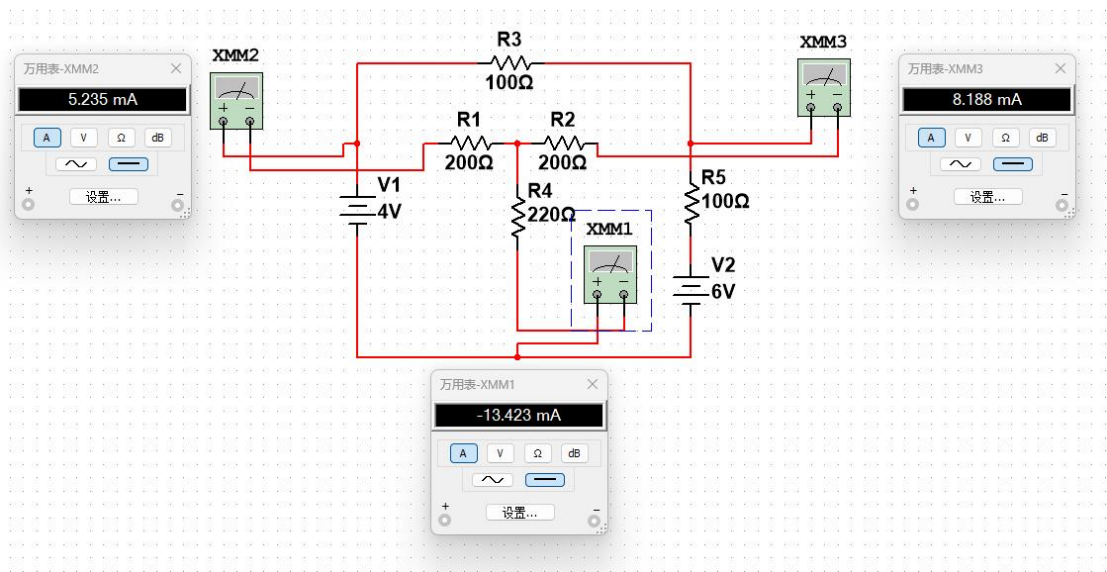 XMM2
R3
100Ω
XMM3
万用表-XMM2
5.235 mA
A V Ω dB
+ 设置... −
+ −
R1
200Ω
R2
200Ω
+ −
万用表-XMM3
8.188 mA
A V Ω dB
+ 设置... −
V1
4V
R4
220Ω
XMM1
+ −
R5
100Ω
V2
6V
万用表-XMM1
-13.423 mA
A V Ω dB
+ 设置... −